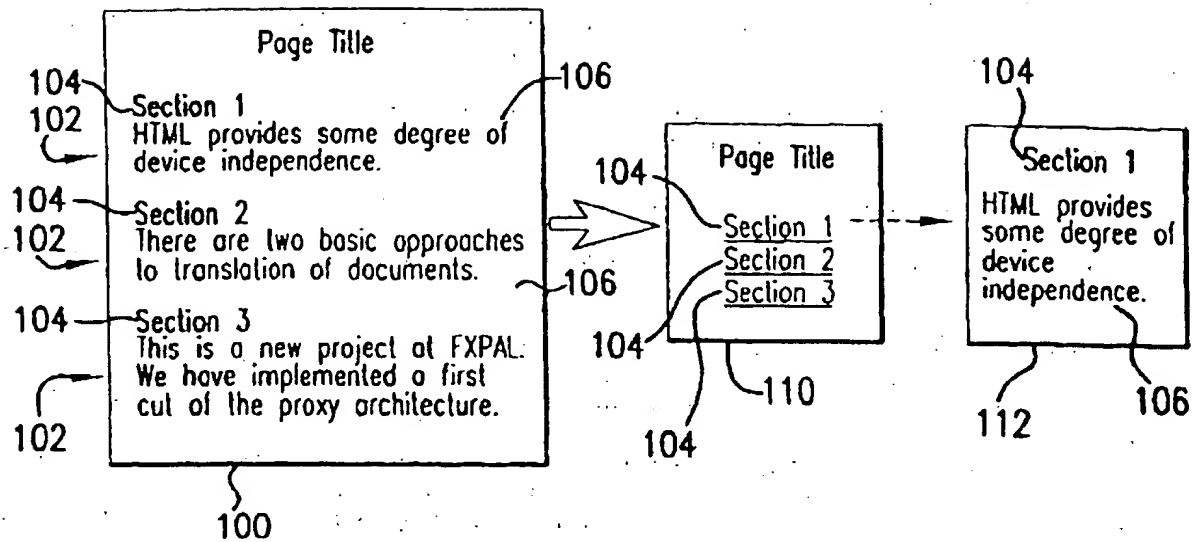 Page Title
104
Section 1
106
102
HTML provides some degree of
device independence.
104
Section 2
102
There are two basic approaches
to translation of documents.
106
104
Section 3
This is a new project at FXPAL.
We have implemented a first
cut of the proxy architecture.
102
100
Page Title
104
Section 1
Section 2
Section 3
104
104
110
104
Section 1
HTML provides
some degree of
device
independence.
106
112